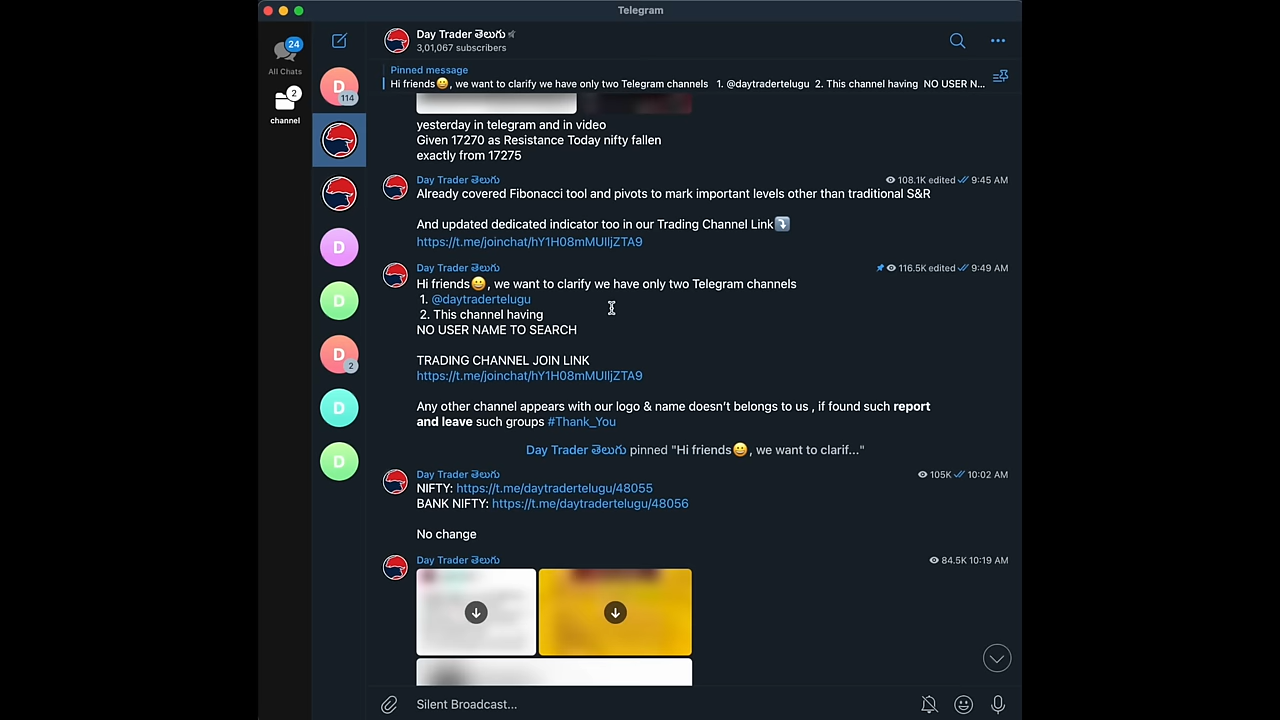 Telegram
24
All Chats
2
channel
D
114
D
D
D
2
D
D
Day Trader తెలుగు
3,01,067 subscribers
Pinned message
Hi friends😀, we want to clarify we have only two Telegram channels 1. @daytradertelugu 2. This channel having NO USER N...
yesterday in telegram and in video
Given 17270 as Resistance Today nifty fallen
exactly from 17275
Day Trader తెలుగు 108.1K edited 9:45 AM
Already covered Fibonacci tool and pivots to mark important levels other than traditional S&R
And updated dedicated indicator too in our Trading Channel Link⤵️
https://t.me/joinchat/hY1H08mMUlljZTA9
Day Trader తెలుగు 📌 116.5K edited 9:49 AM
Hi friends😀, we want to clarify we have only two Telegram channels
1. @daytradertelugu
2. This channel having
NO USER NAME TO SEARCH
TRADING CHANNEL JOIN LINK
https://t.me/joinchat/hY1H08mMUlljZTA9
Any other channel appears with our logo & name doesn’t belongs to us , if found such report
and leave such groups #Thank_You
Day Trader తెలుగు pinned "Hi friends😀, we want to clarif..."
Day Trader తెలుగు 105K 10:02 AM
NIFTY: https://t.me/daytradertelugu/48055
BANK NIFTY: https://t.me/daytradertelugu/48056
No change
Day Trader తెలుగు 84.5K 10:19 AM
Silent Broadcast...